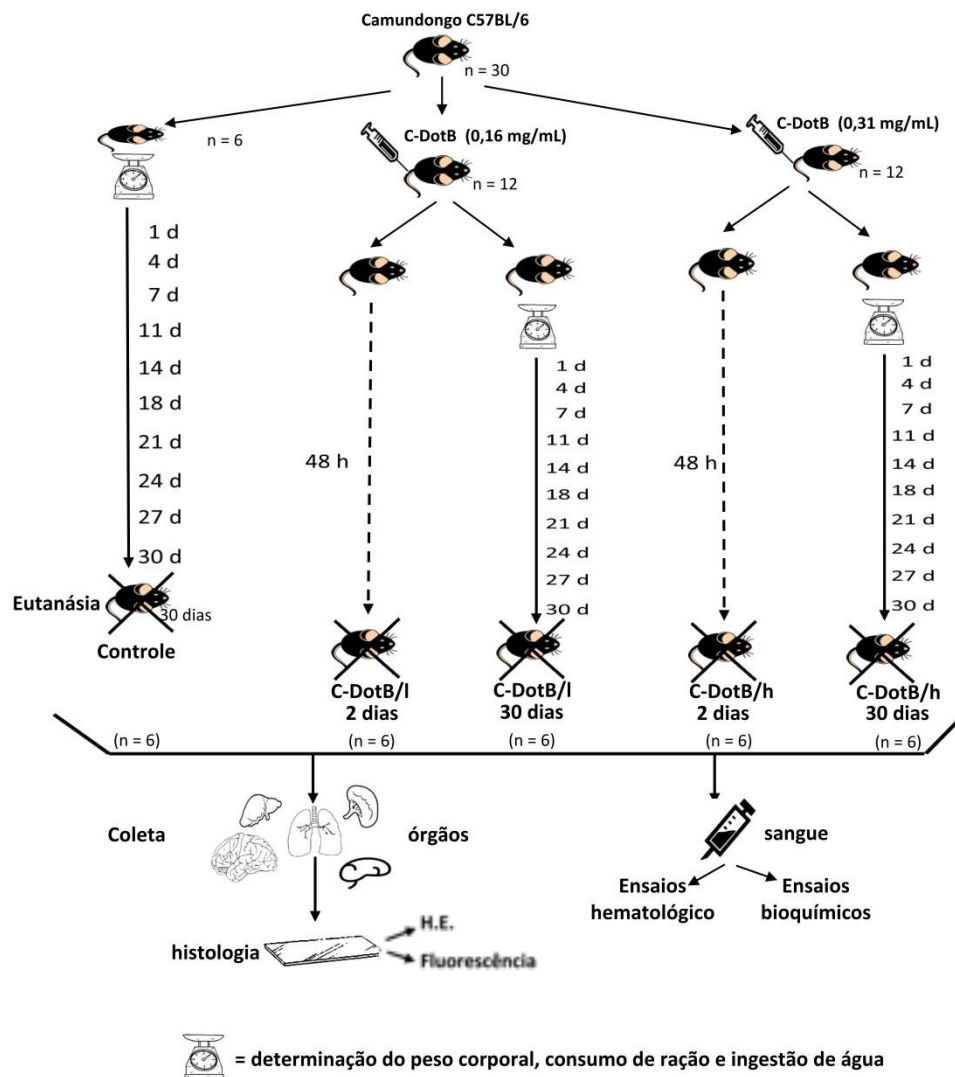 Camundongo C57BL/6
n = 30
n = 6
C-DotB (0,16 mg/mL)
n = 12
C-DotB (0,31 mg/mL)
n = 12
1 d
4 d
7 d
11 d
14 d
18 d
21 d
24 d
27 d
30 d
48 h
1 d
4 d
7 d
11 d
14 d
18 d
21 d
24 d
27 d
30 d
48 h
1 d
4 d
7 d
11 d
14 d
18 d
21 d
24 d
27 d
30 d
Eutanásia
30 dias
Controle
C-DotB/l
2 dias
C-DotB/l
30 dias
C-DotB/h
2 dias
C-DotB/h
30 dias
(n = 6)
(n = 6)
(n = 6)
(n = 6)
(n = 6)
Coleta
órgãos
sangue
Ensaios
hematológico
Ensaios
bioquímicos
histologia
H.E.
Fluorescência
= determinação do peso corporal, consumo de ração e ingestão de água